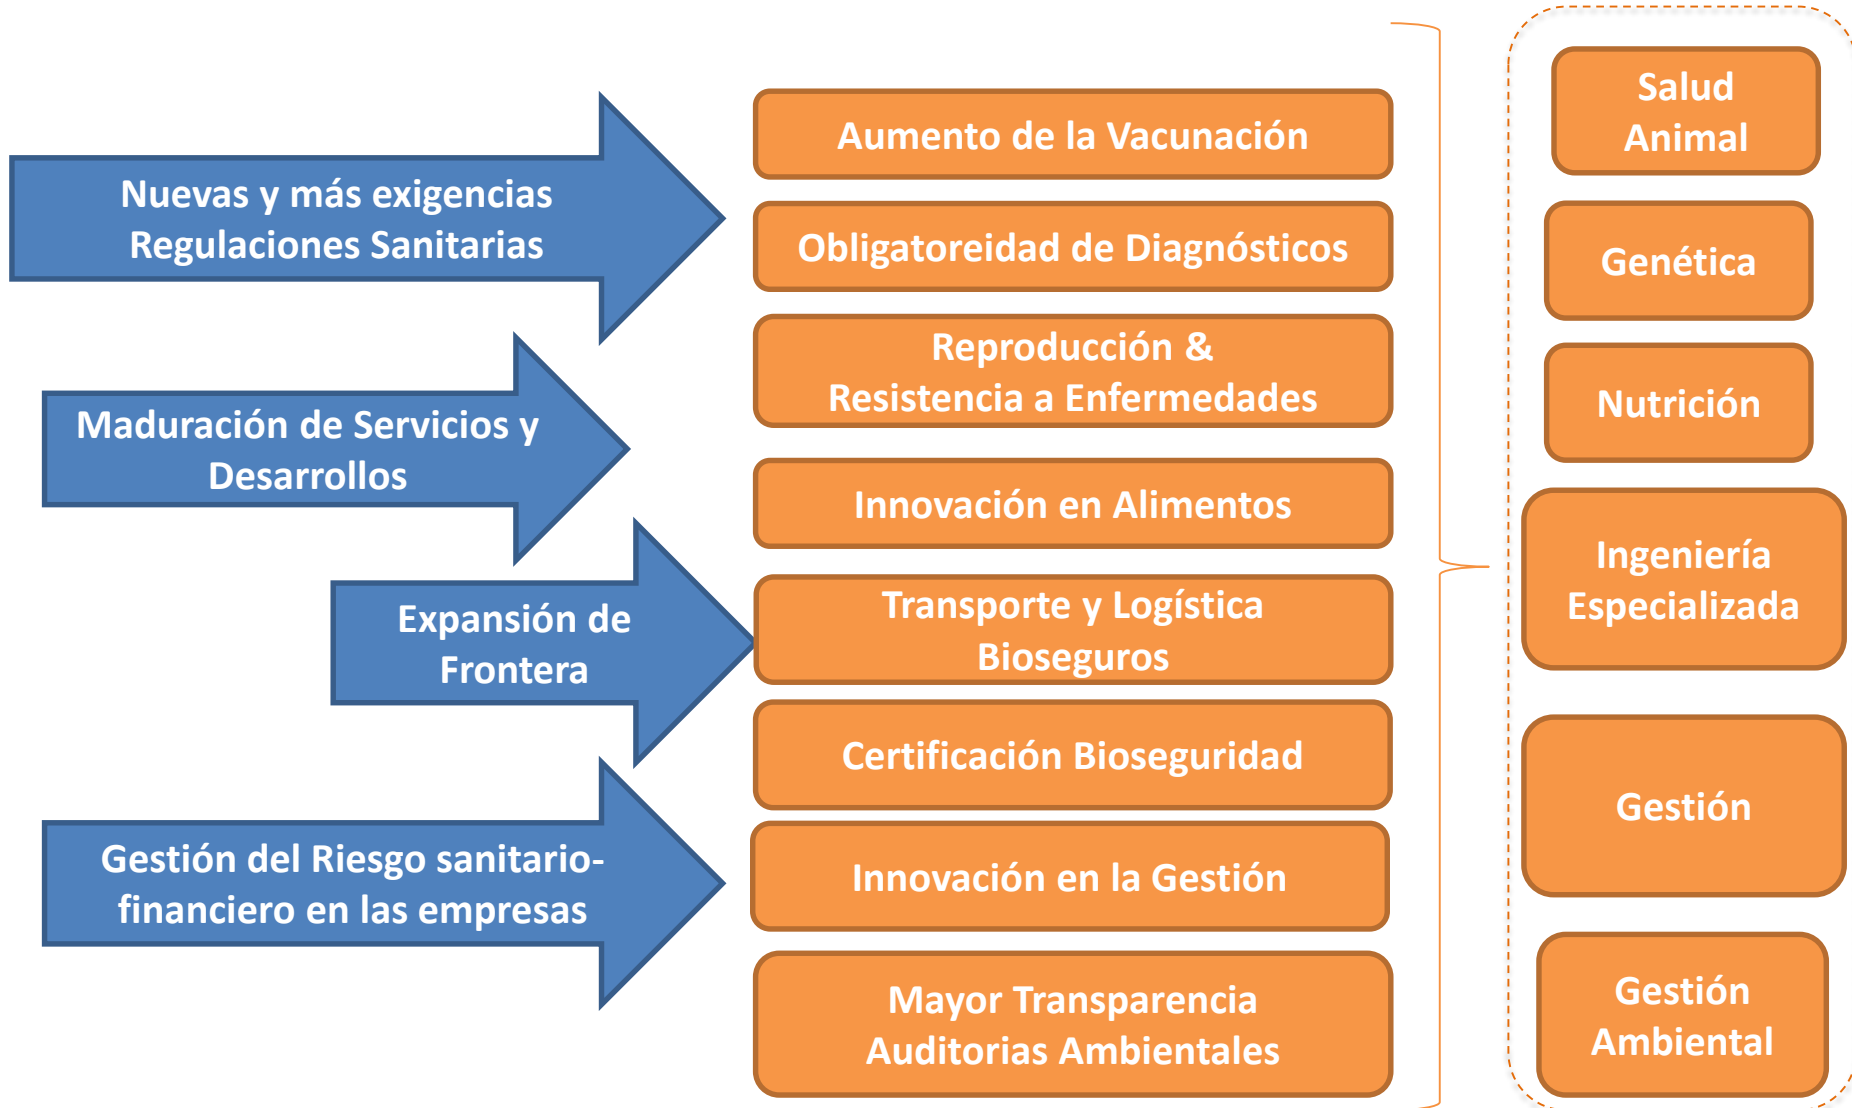 Nuevas y más exigencias
Regulaciones Sanitarias
Maduración de Servicios y
Desarrollos
Expansión de
Frontera
Gestión del Riesgo sanitario-
financiero en las empresas
Aumento de la Vacunación
Obligatoreidad de Diagnósticos
Reproducción &
Resistencia a Enfermedades
Innovación en Alimentos
Transporte y Logística
Bioseguros
Certificación Bioseguridad
Innovación en la Gestión
Mayor Transparencia
Auditorias Ambientales
Salud
Animal
Genética
Nutrición
Ingeniería
Especializada
Gestión
Gestión
Ambiental